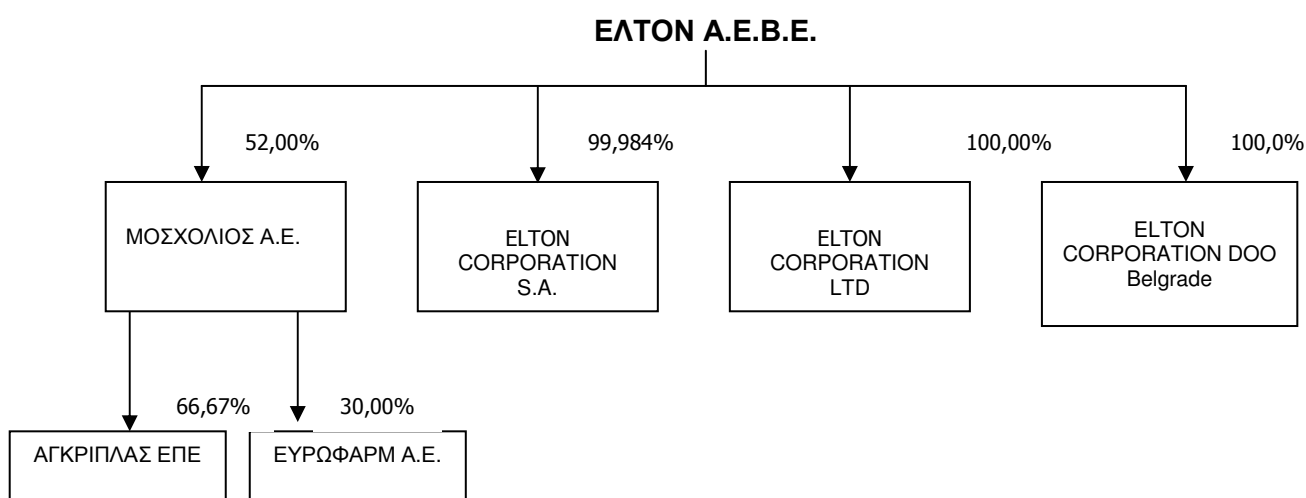 ΕΛΤΟΝ Α.Ε.Β.Ε.
52,00%
99,984%
100,00%
100,0%
ΜΟΣΧΟΛΙΟΣ Α.Ε.
ELTON
CORPORATION
S.A.
ELTON
CORPORATION
LTD
ELTON
CORPORATION DOO
Belgrade
66,67%
30,00%
ΑΓΚΡΙΠΛΑΣ ΕΠΕ
ΕΥΡΩΦΑΡΜ Α.Ε.